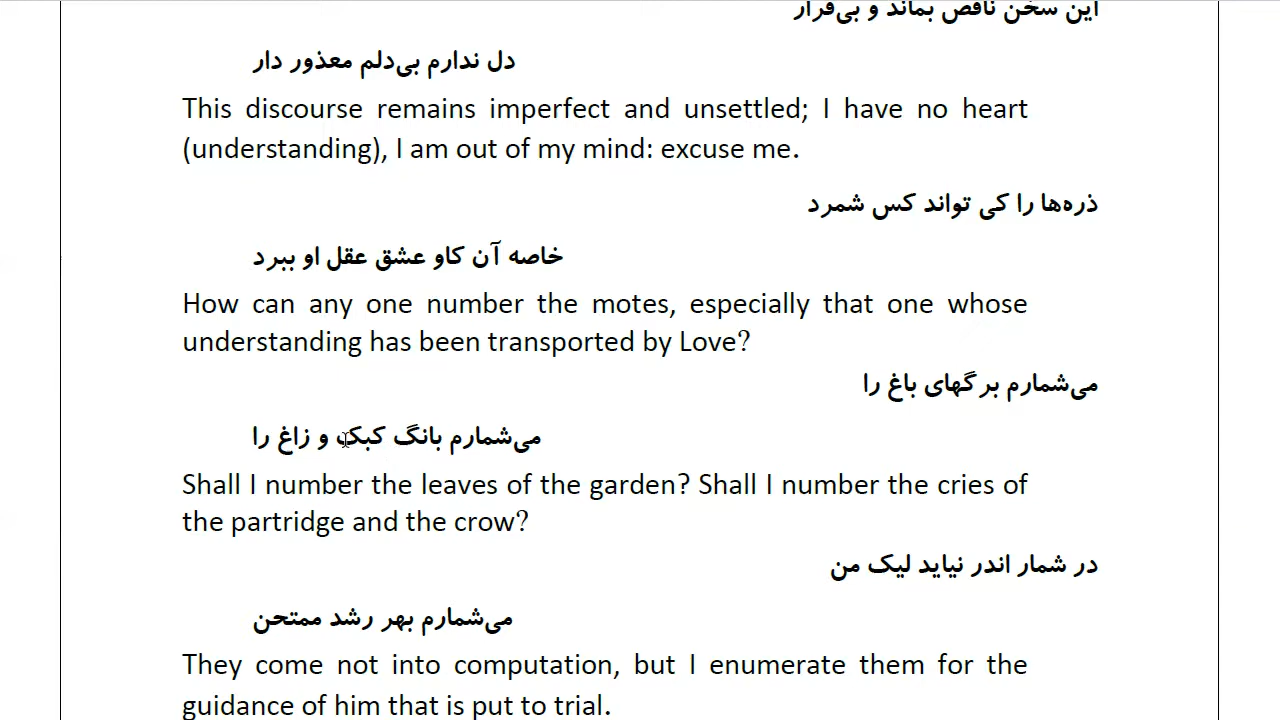 این سخن ناقص بماند و بی‌قرار
دل ندارم بی‌دلم معذور دار
This discourse remains imperfect and unsettled; I have no heart
(understanding), I am out of my mind: excuse me.
ذره‌ها را کی تواند کس شمرد
خاصه آن کاو عشق عقل او ببرد
How can any one number the motes, especially that one whose
understanding has been transported by Love?
می‌شمارم برگهای باغ را
می‌شمارم بانگ کبک و زاغ را
Shall I number the leaves of the garden? Shall I number the cries of
the partridge and the crow?
در شمار اندر نیاید لیک من
می‌شمارم بهر رشد ممتحن
They come not into computation, but I enumerate them for the
guidance of him that is put to trial.